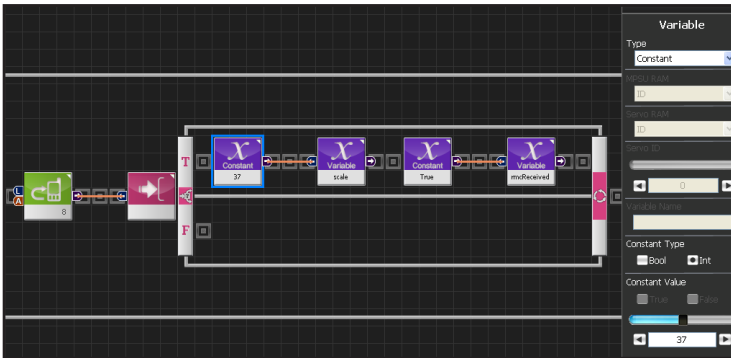 Variable
Type
Constant
MPSU RAM
ID
Servo RAM
ID
Servo ID
0
Variable Name
Constant Type
Bool Int
Constant Value
True False
37
L
A
8
T
F
x
Constant
37
x
Variable
scale
x
Constant
True
x
Variable
rmcReceived